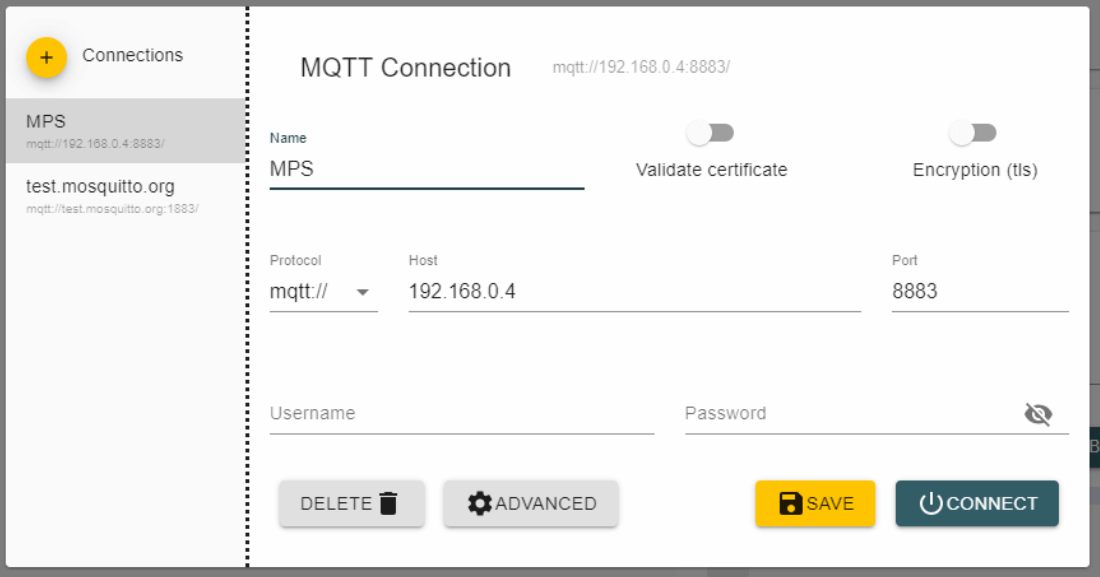 + Connections
MPS
mqtt://192.168.0.4:8883/
test.mosquitto.org
mqtt://test.mosquitto.org:1883/
MQTT Connection mqtt://192.168.0.4:8883/
Name
MPS
Validate certificate Encryption (tls)
Protocol Host Port
mqtt:// 192.168.0.4 8883
Username Password
DELETE ADVANCED SAVE CONNECT
B